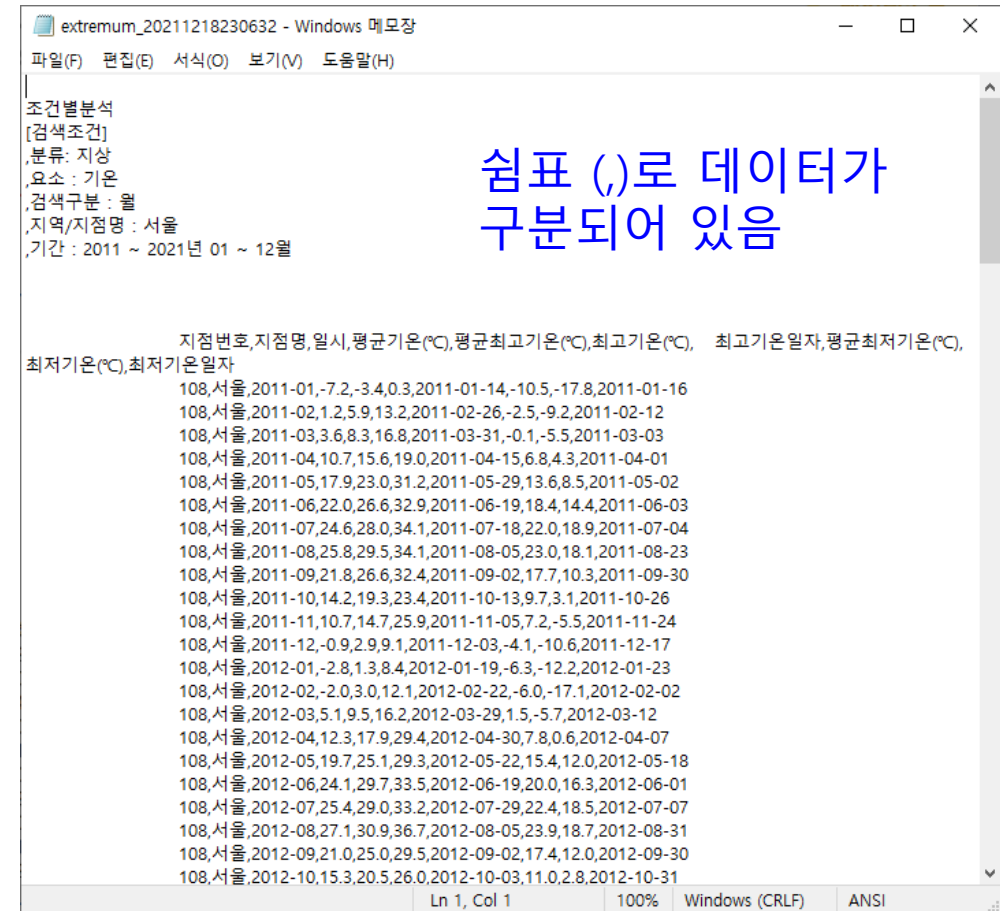 extremum_20211218230632 - Windows 메모장
파일(F) 편집(E) 서식(O) 보기(V) 도움말(H)
조건별분석
[검색조건]
,분류: 지상
,요소 : 기온
,검색구분 : 월
,지역/지점명 : 서울
,기간 : 2011 ~ 2021년 01 ~ 12월
쉼표 (,)로 데이터가
구분되어 있음
지점번호,지점명,일시,평균기온(℃),평균최고기온(℃),최고기온(℃), 최고기온일자,평균최저기온(℃),
최저기온(℃),최저기온일자
108,서울,2011-01,-7.2,-3.4,0.3,2011-01-14,-10.5,-17.8,2011-01-16
108,서울,2011-02,1.2,5.9,13.2,2011-02-26,-2.5,-9.2,2011-02-12
108,서울,2011-03,3.6,8.3,16.8,2011-03-31,-0.1,-5.5,2011-03-03
108,서울,2011-04,10.7,15.6,19.0,2011-04-15,6.8,4.3,2011-04-01
108,서울,2011-05,17.9,23.0,31.2,2011-05-29,13.6,8.5,2011-05-02
108,서울,2011-06,22.0,26.6,32.9,2011-06-19,18.4,14.4,2011-06-03
108,서울,2011-07,24.6,28.0,34.1,2011-07-18,22.0,18.9,2011-07-04
108,서울,2011-08,25.8,29.5,34.1,2011-08-05,23.0,18.1,2011-08-23
108,서울,2011-09,21.8,26.6,32.4,2011-09-02,17.7,10.3,2011-09-30
108,서울,2011-10,14.2,19.3,23.4,2011-10-13,9.7,3.1,2011-10-26
108,서울,2011-11,10.7,14.7,25.9,2011-11-05,7.2,-5.5,2011-11-24
108,서울,2011-12,-0.9,2.9,9.1,2011-12-03,-4.1,-10.6,2011-12-17
108,서울,2012-01,-2.8,1.3,8.4,2012-01-19,-6.3,-12.2,2012-01-23
108,서울,2012-02,-2.0,3.0,12.1,2012-02-22,-6.0,-17.1,2012-02-02
108,서울,2012-03,5.1,9.5,16.2,2012-03-29,1.5,-5.7,2012-03-12
108,서울,2012-04,12.3,17.9,29.4,2012-04-30,7.8,0.6,2012-04-07
108,서울,2012-05,19.7,25.1,29.3,2012-05-22,15.4,12.0,2012-05-18
108,서울,2012-06,24.1,29.7,33.5,2012-06-19,20.0,16.3,2012-06-01
108,서울,2012-07,25.4,29.0,33.2,2012-07-29,22.4,18.5,2012-07-07
108,서울,2012-08,27.1,30.9,36.7,2012-08-05,23.9,18.7,2012-08-31
108,서울,2012-09,21.0,25.0,29.5,2012-09-02,17.4,12.0,2012-09-30
108,서울,2012-10,15.3,20.5,26.0,2012-10-03,11.0,2.8,2012-10-31
Ln 1, Col 1 100% Windows (CRLF) ANSI